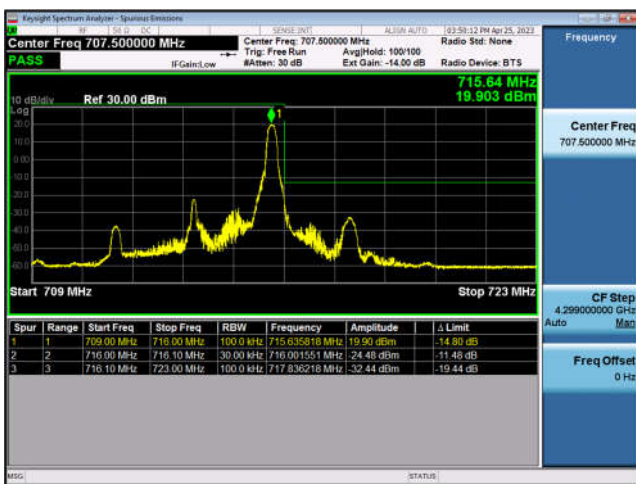 Keysight Spectrum Analyzer - Spurious Emissions
RF 50 Ω DC SENSE:INT ALIGN AUTO 03:50:12 PM Apr 25, 2023
Center Freq 707.500000 MHz
Center Freq: 707.500000 MHz Radio Std: None
Trig: Free Run Avg|Hold: 100/100
PASS IFGain:Low #Atten: 30 dB Ext Gain: -14.00 dB Radio Device: BTS
715.64 MHz
19.903 dBm
10 dB/div Ref 30.00 dBm
Log
1
20.0
10.0
0.00
-10.0
-20.0
-30.0
-40.0
-50.0
-60.0
Start 709 MHz Stop 723 MHz
Spur Range Start Freq Stop Freq RBW Frequency Amplitude Δ Limit
1 1 709.00 MHz 716.00 MHz 100.0 kHz 715.635818 MHz 19.90 dBm -14.80 dB
2 2 716.00 MHz 716.10 MHz 30.00 kHz 716.001551 MHz -24.48 dBm -11.48 dB
3 3 716.10 MHz 723.00 MHz 100.0 kHz 717.836218 MHz -32.44 dBm -19.44 dB
MSG STATUS
Frequency
Center Freq
707.500000 MHz
CF Step
4.299000000 GHz
Auto Man
Freq Offset
0 Hz